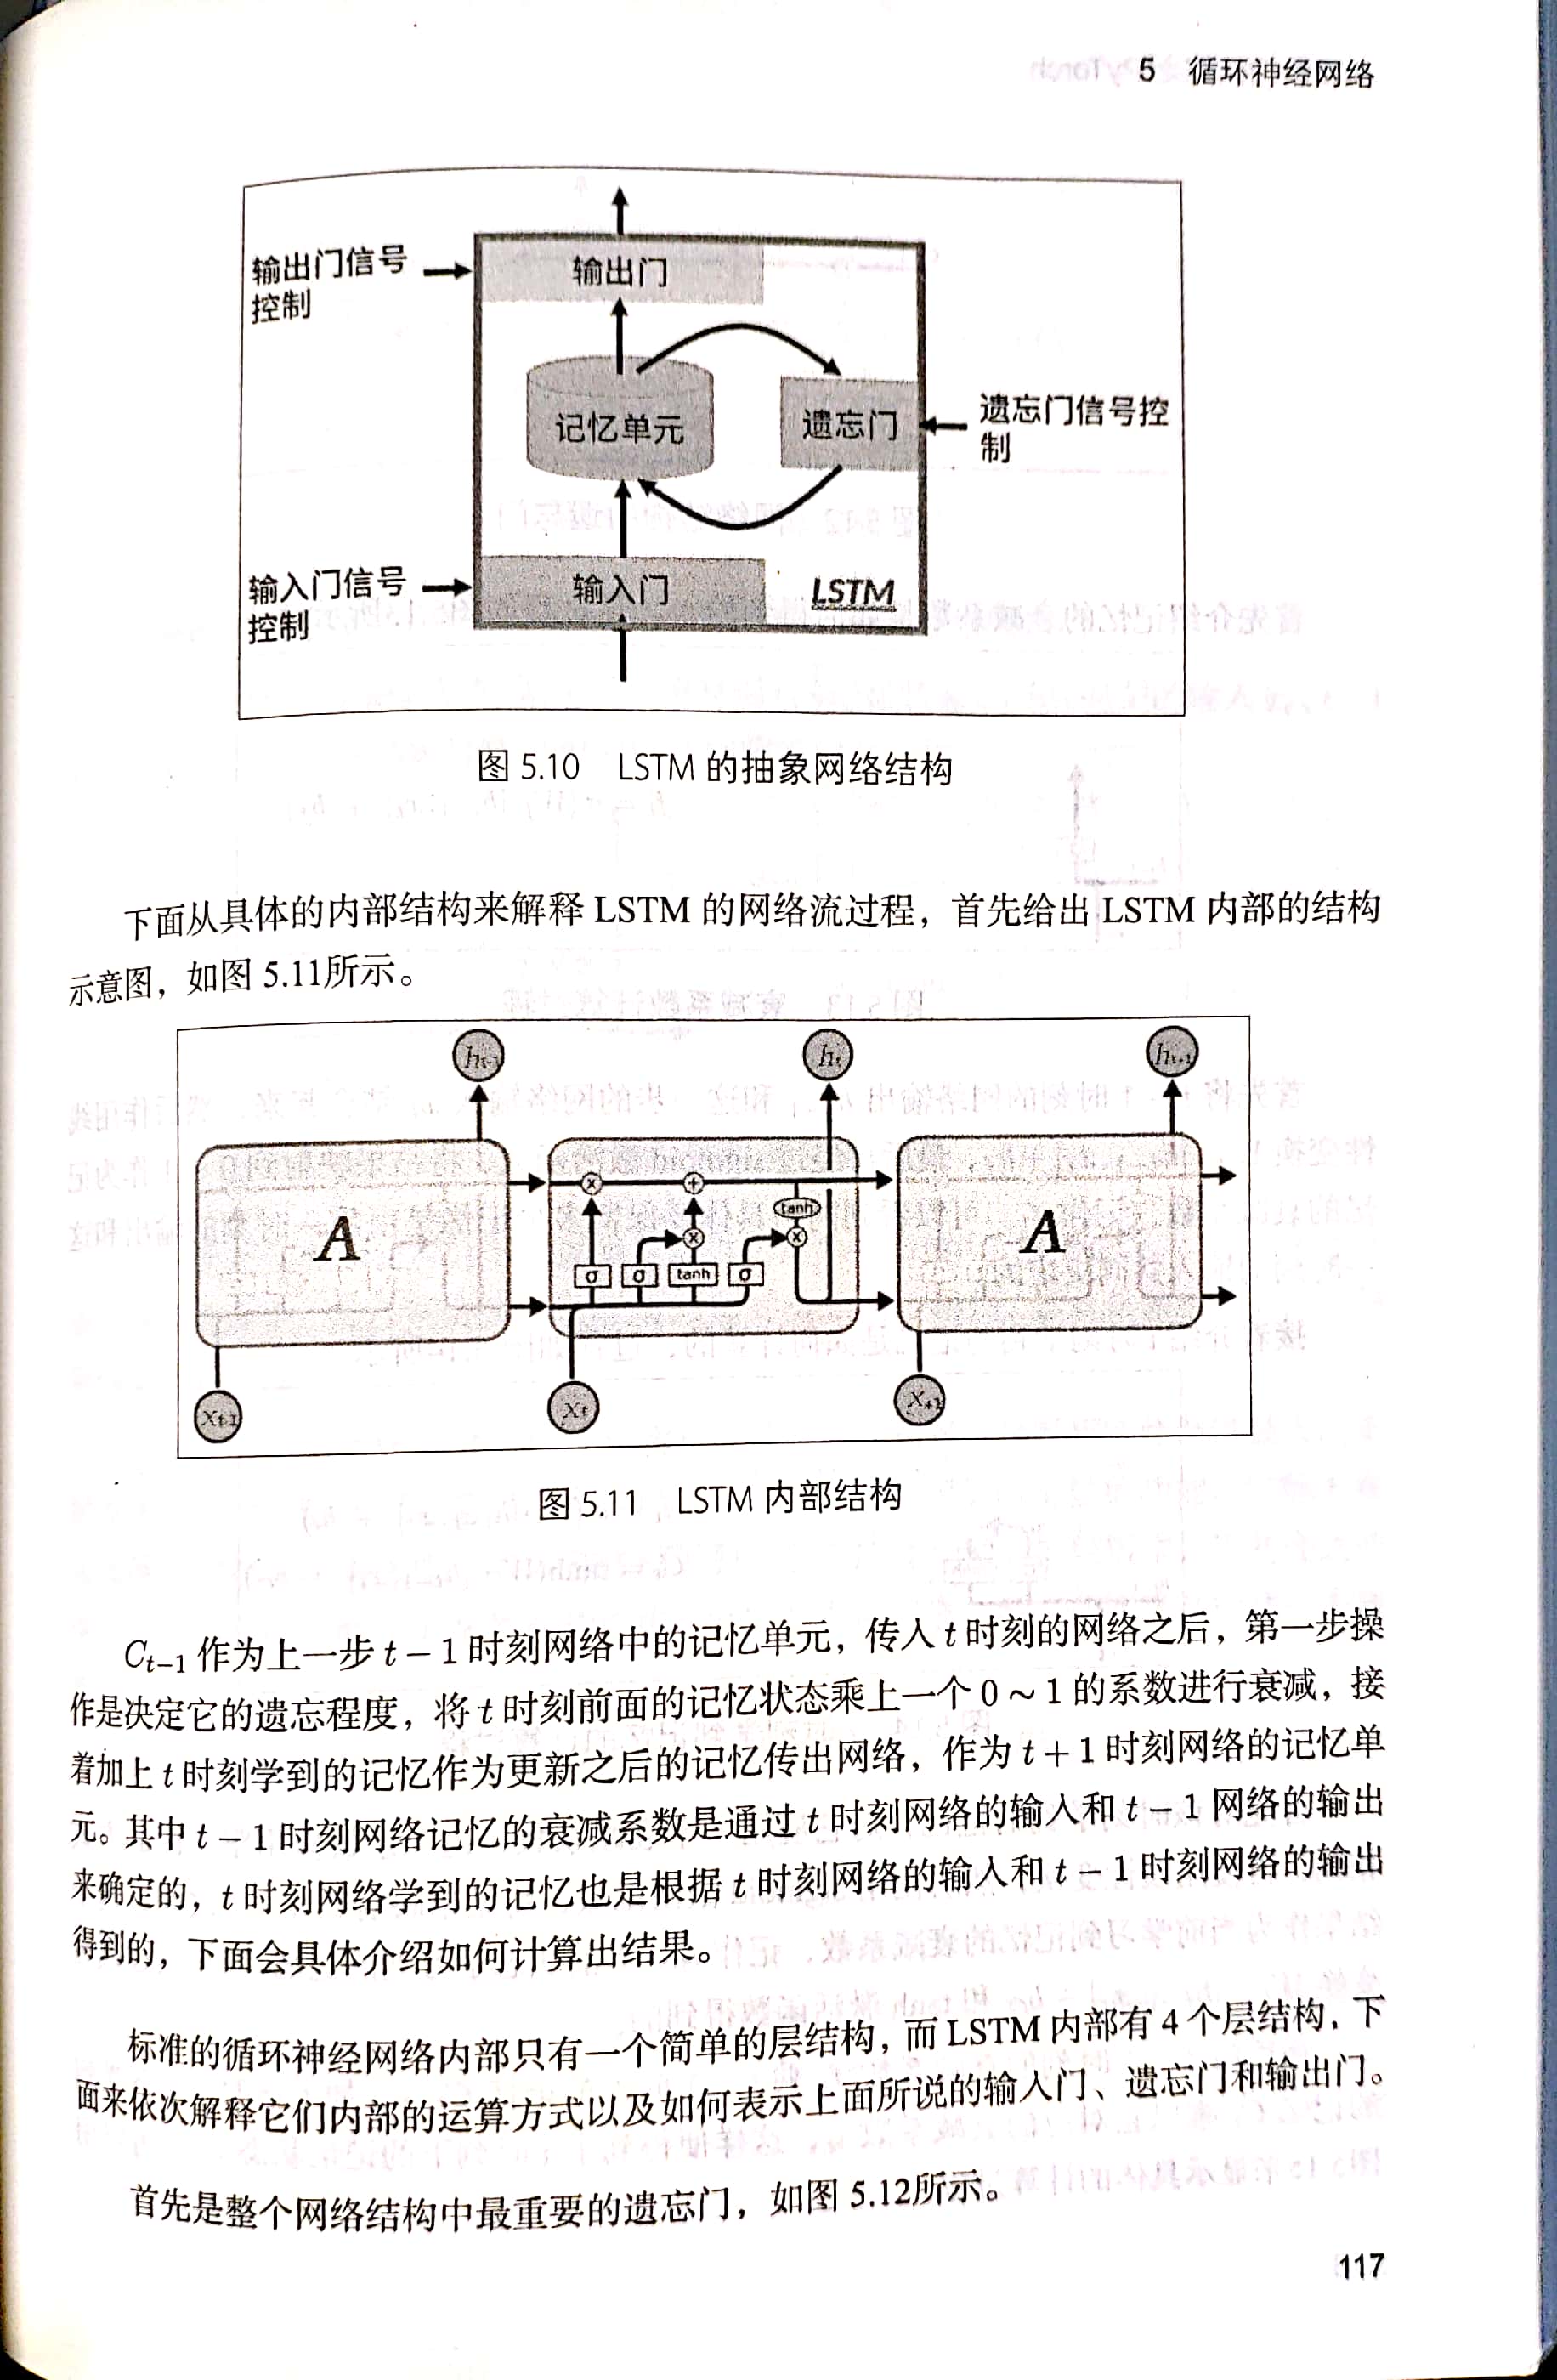 5 循环神经网络
输出门信号
控制
输出门
记忆单元
遗忘门
遗忘门信号控
制
输入门信号
控制
输入门
LSTM
图 5.10 LSTM 的抽象网络结构
下面从具体的内部结构来解释 LSTM 的网络流过程，首先给出 LSTM 内部的结构
示意图，如图 5.11所示。
h_{t-1} h_t h_{t+1}
A
x + tanh
x x
σ σ tanh σ
A
X_{t-1} X_t X_{+1}
图 5.11 LSTM 内部结构
C_{t-1} 作为上一步 t − 1 时刻网络中的记忆单元，传入 t 时刻的网络之后，第一步操
作是决定它的遗忘程度，将 t 时刻前面的记忆状态乘上一个 0 ~ 1 的系数进行衰减，接
着加上 t 时刻学到的记忆作为更新之后的记忆传出网络，作为 t + 1 时刻网络的记忆单
元。其中 t − 1 时刻网络记忆的衰减系数是通过 t 时刻网络的输入和 t − 1 网络的输出
来确定的，t 时刻网络学到的记忆也是根据 t 时刻网络的输入和 t − 1 时刻网络的输出
得到的，下面会具体介绍如何计算出结果。
标准的循环神经网络内部只有一个简单的层结构，而 LSTM 内部有 4 个层结构，下
面来依次解释它们内部的运算方式以及如何表示上面所说的输入门、遗忘门和输出门。
首先是整个网络结构中最重要的遗忘门，如图 5.12所示。
117